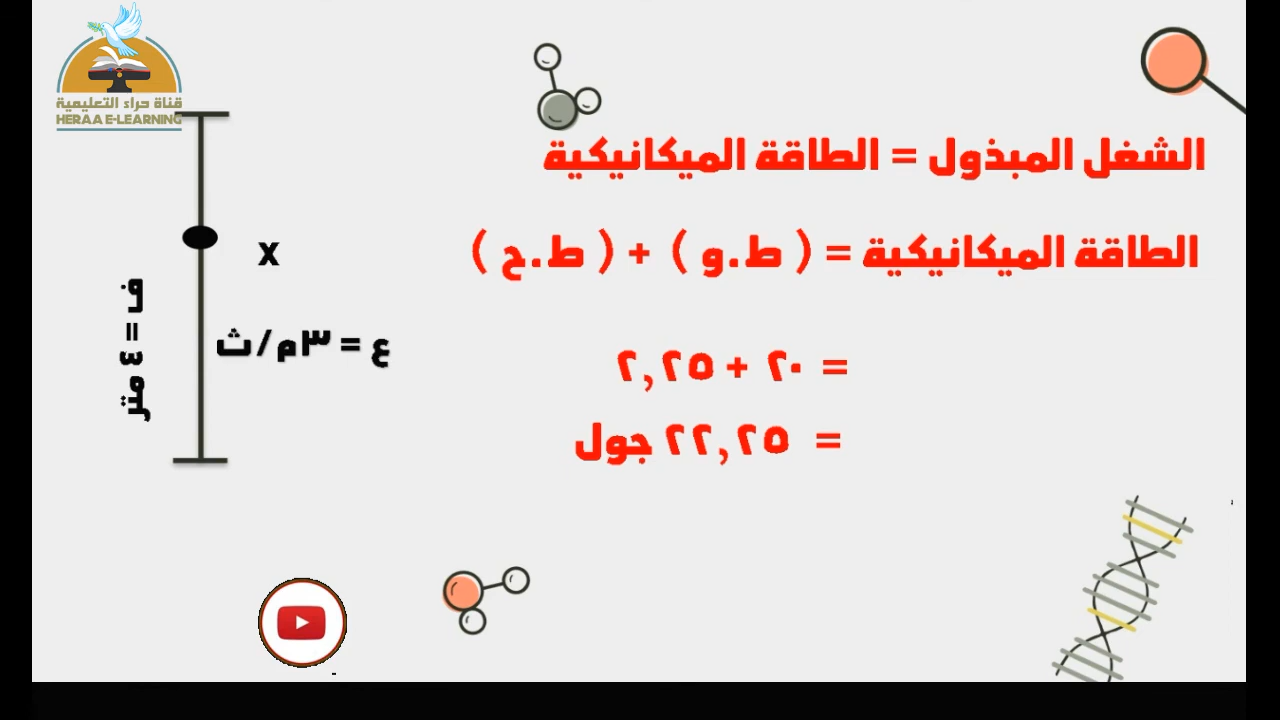 قناة حراء التعليمية
HERAA E-LEARNING
الشغل المبذول = الطاقة الميكانيكية
الطاقة الميكانيكية = ( ط.و ) + ( ط.ح )
= ٢٠ + ٢,٢٥
= ٢٢,٢٥ جول
x
ع = ٣م/ث
ف = ٤ متر